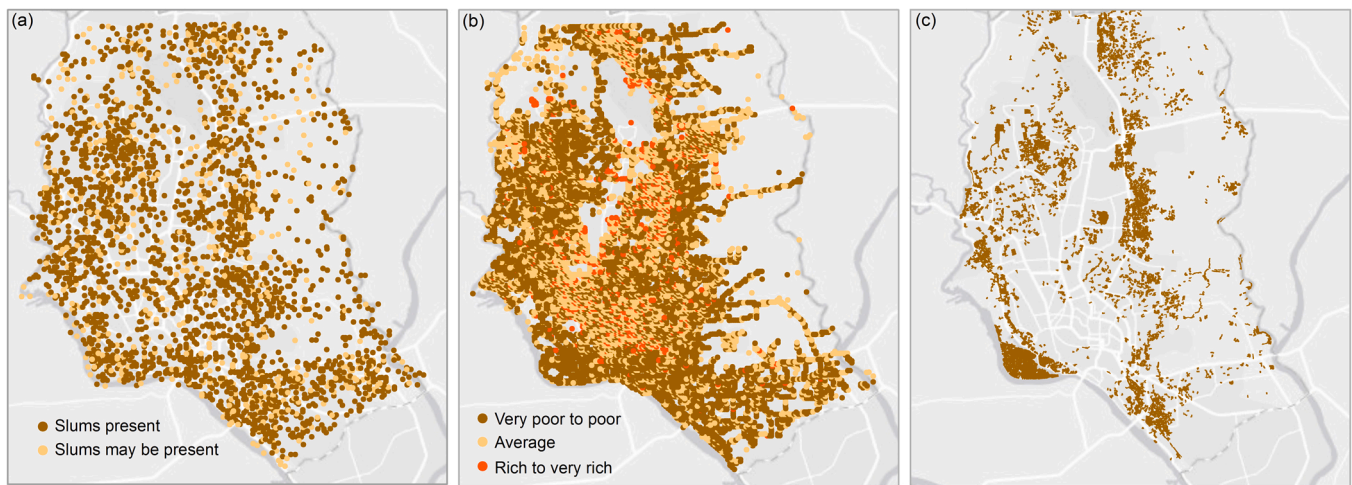 (a)
Slums present
Slums may be present
(b)
Very poor to poor
Average
Rich to very rich
(c)